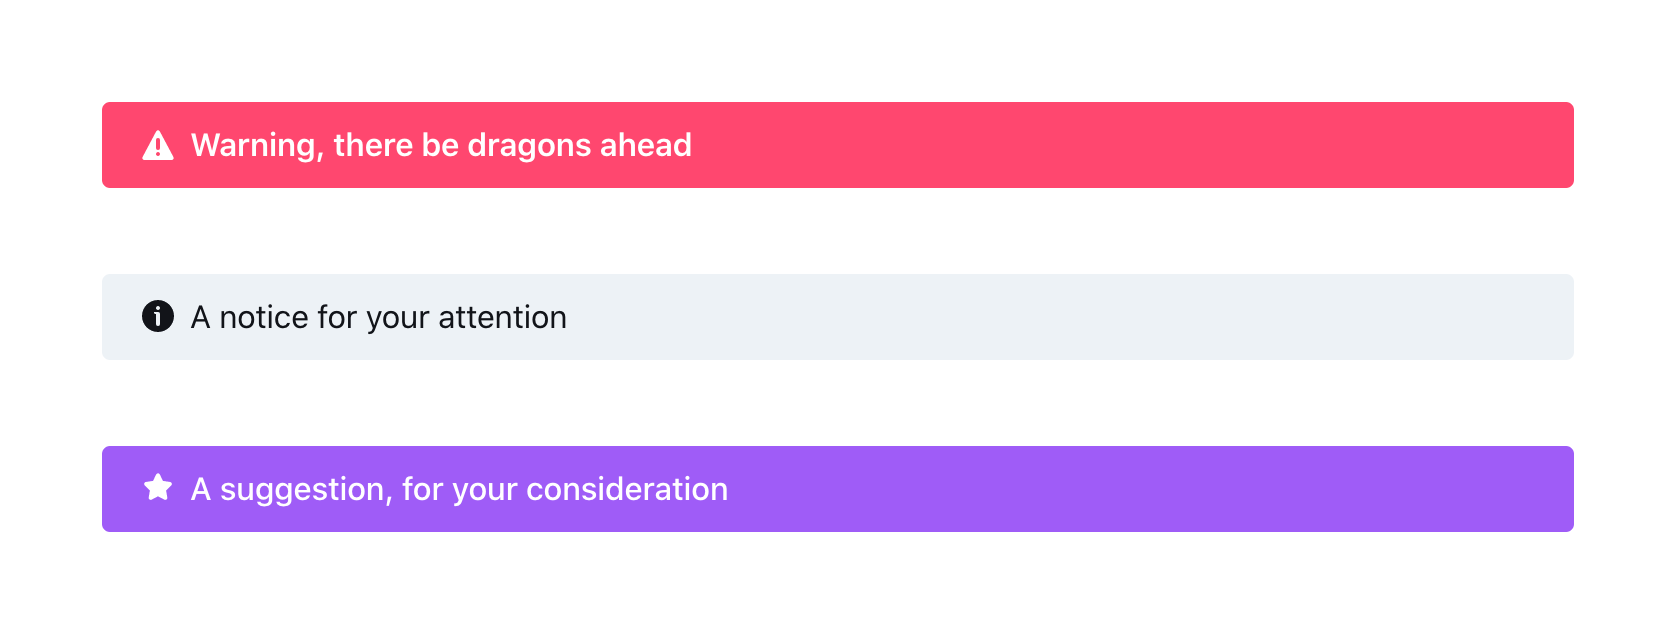 Warning, there be dragons ahead
A notice for your attention
A suggestion, for your consideration